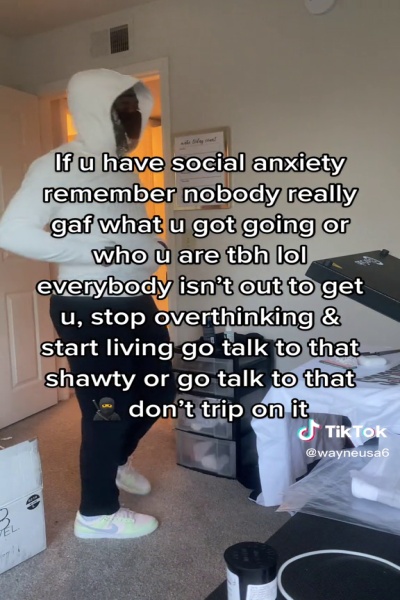 If u have social anxiety
remember nobody really
gaf what u got going or
who u are tbh lol
everybody isn't out to get
u, stop overthinking &
start living go talk to that
shawty or go talk to that
🥷 don't trip on it
TikTok
@wayneusa6